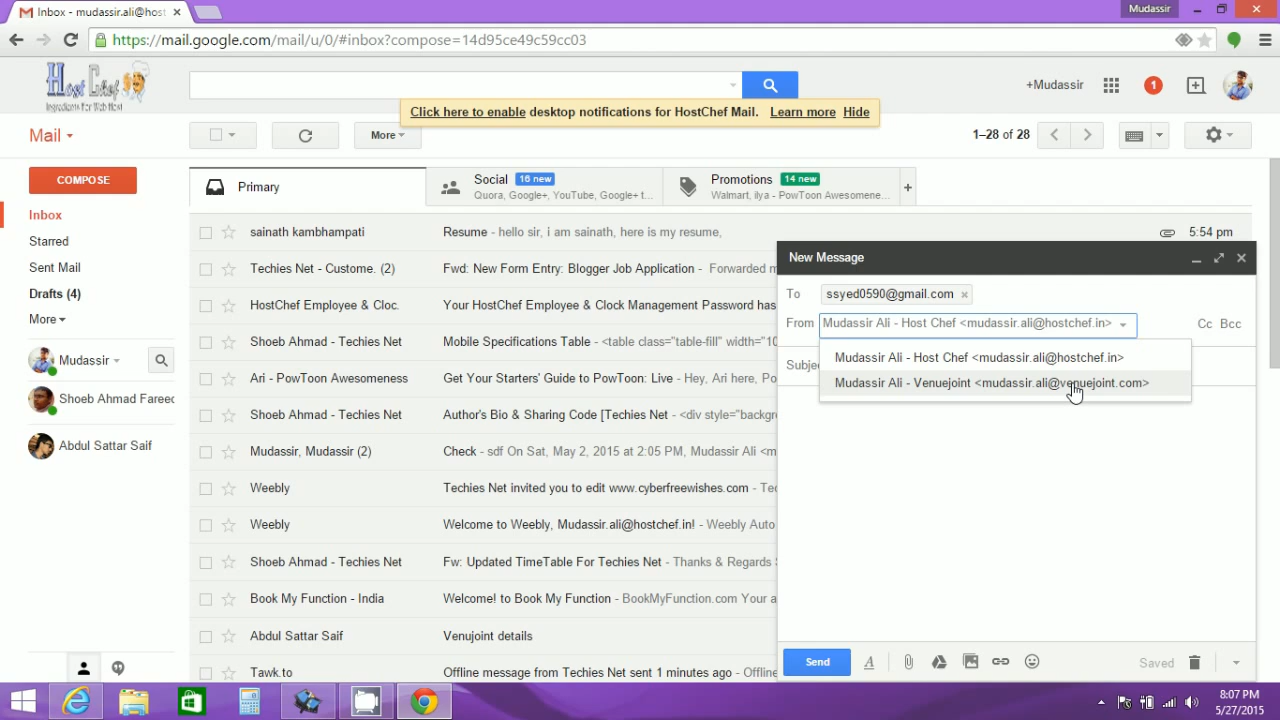 Inbox - mudassir.ali@host
Mudassir
https://mail.google.com/mail/u/0/#inbox?compose=14d95ce49c59cc03
Host Chef
Ingredients For Web Host
+Mudassir
1
Click here to enable desktop notifications for HostChef Mail. Learn more Hide
Mail
More
1–28 of 28
COMPOSE
Primary
Social 16 new
Quora, Google+, YouTube, Google+ t...
Promotions 14 new
Walmart, ilya - PowToon Awesomene...
Inbox
Starred
Sent Mail
Drafts (4)
More
Mudassir
Shoeb Ahmad Fareed
Abdul Sattar Saif
sainath kambhampati Resume - hello sir, i am sainath, here is my resume, 5:54 pm
Techies Net - Custome. (2) Fwd: New Form Entry: Blogger Job Application - Forwarded m
HostChef Employee & Cloc. Your HostChef Employee & Clock Management Password has
Shoeb Ahmad - Techies Net Mobile Specifications Table - <table class="table-fill" width="10
Ari - PowToon Awesomeness Get Your Starters' Guide to PowToon: Live - Hey, Ari here, Po
Shoeb Ahmad - Techies Net Author's Bio & Sharing Code [Techies Net - <div style="backgr
Mudassir, Mudassir (2) Check - sdf On Sat, May 2, 2015 at 2:05 PM, Mudassir Ali <m
Weebly Techies Net invited you to edit www.cyberfreewishes.com - Tec
Weebly Welcome to Weebly, Mudassir.ali@hostchef.in! - Weebly Auto
Shoeb Ahmad - Techies Net Fw: Updated TimeTable For Techies Net - Thanks & Regards S
Book My Function - India Welcome! to Book My Function - BookMyFunction.com Your a
Abdul Sattar Saif Venuejoint details
Tawk.to Offline message from Techies Net sent 1 minutes ago - Offline
New Message
To ssyed0590@gmail.com
From Mudassir Ali - Host Chef <mudassir.ali@hostchef.in> Cc Bcc
Mudassir Ali - Host Chef <mudassir.ali@hostchef.in>
Subje
Mudassir Ali - Venuejoint <mudassir.ali@venuejoint.com>
Send
Saved
8:07 PM
5/27/2015